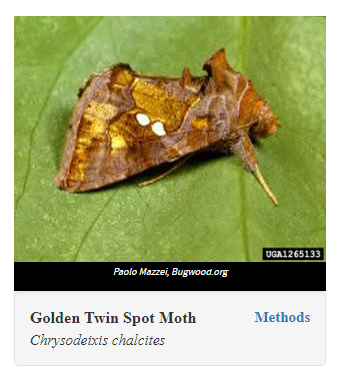 UGA1265133
Paolo Mazzei, Bugwood.org
Golden Twin Spot Moth Methods
Chrysodeixis chalcites